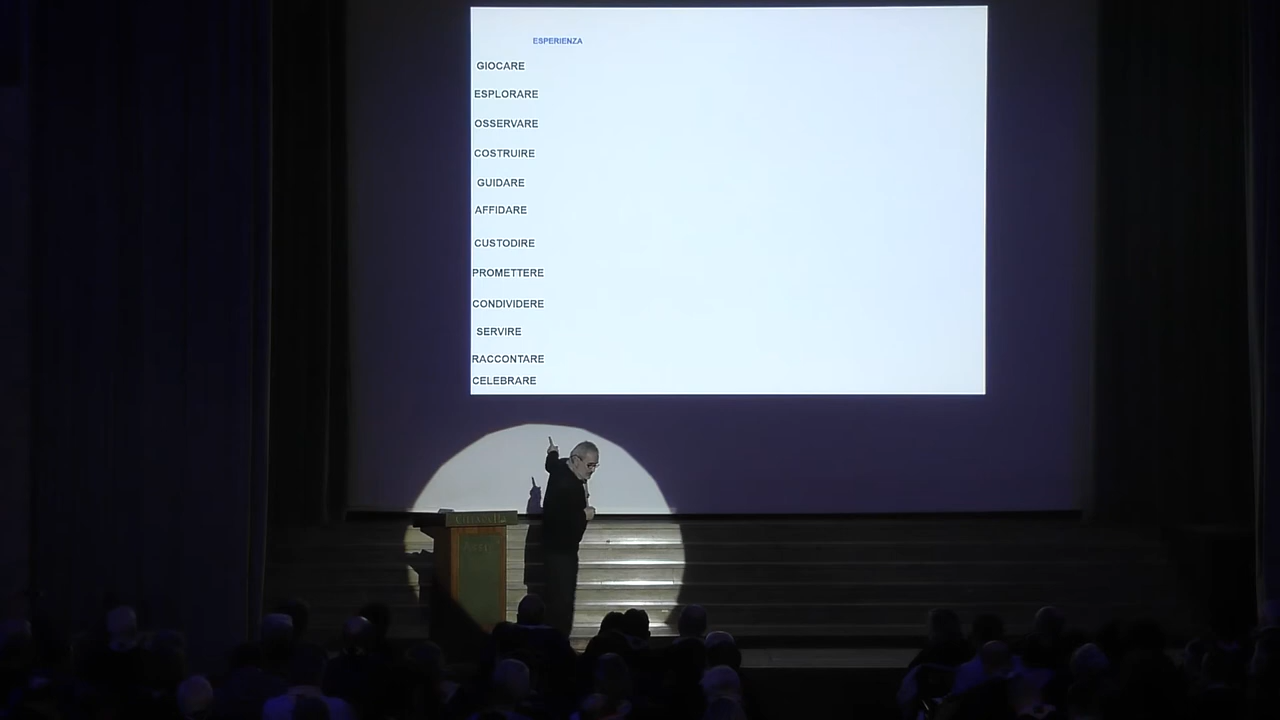 ESPERIENZA
GIOCARE
ESPLORARE
OSSERVARE
COSTRUIRE
GUIDARE
AFFIDARE
CUSTODIRE
PROMETTERE
CONDIVIDERE
SERVIRE
RACCONTARE
CELEBRARE